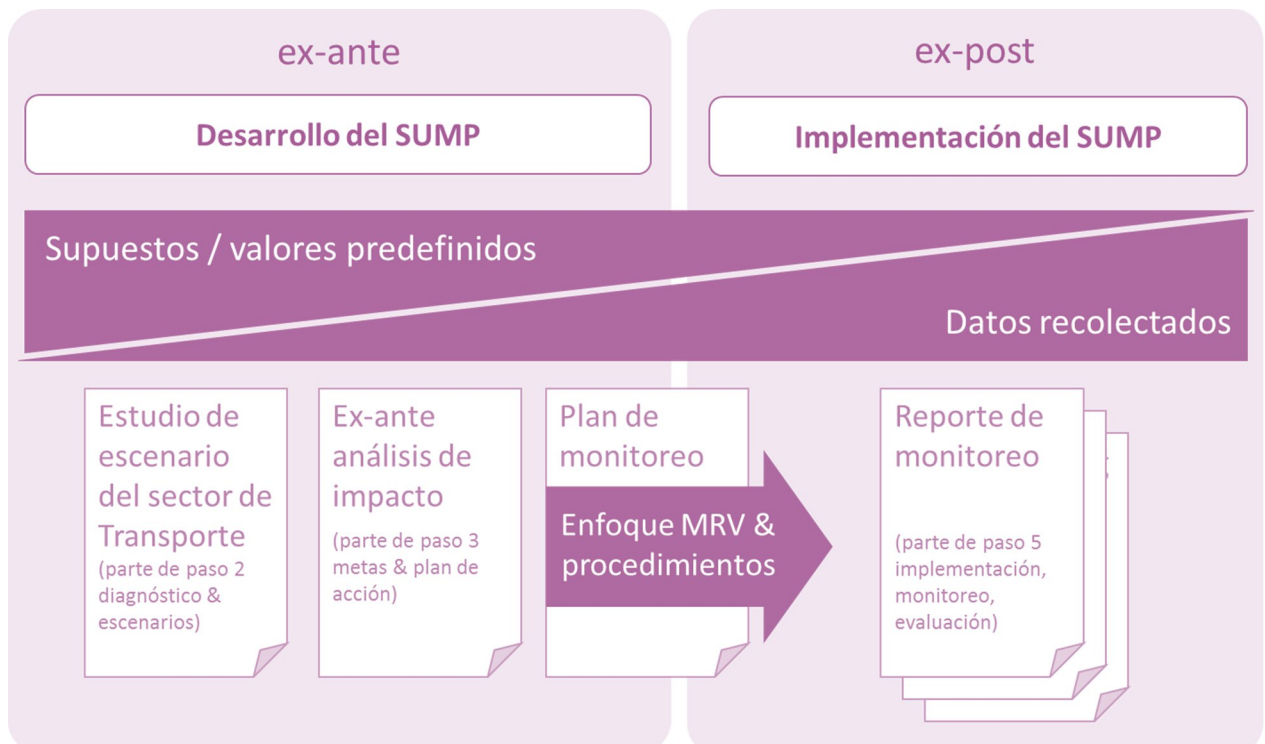 ex-ante
ex-post
Desarrollo del SUMP
Implementación del SUMP
Supuestos / valores predefinidos
Datos recolectados
Estudio de
escenario
del sector de
Transporte
(parte de paso 2
diagnóstico &
escenarios)
Ex-ante
análisis de
impacto
(parte de paso 3
metas & plan de
acción)
Plan de
monitoreo
Enfoque MRV &
procedimientos
Reporte de
monitoreo
(parte de paso 5
implementación,
monitoreo,
evaluación)